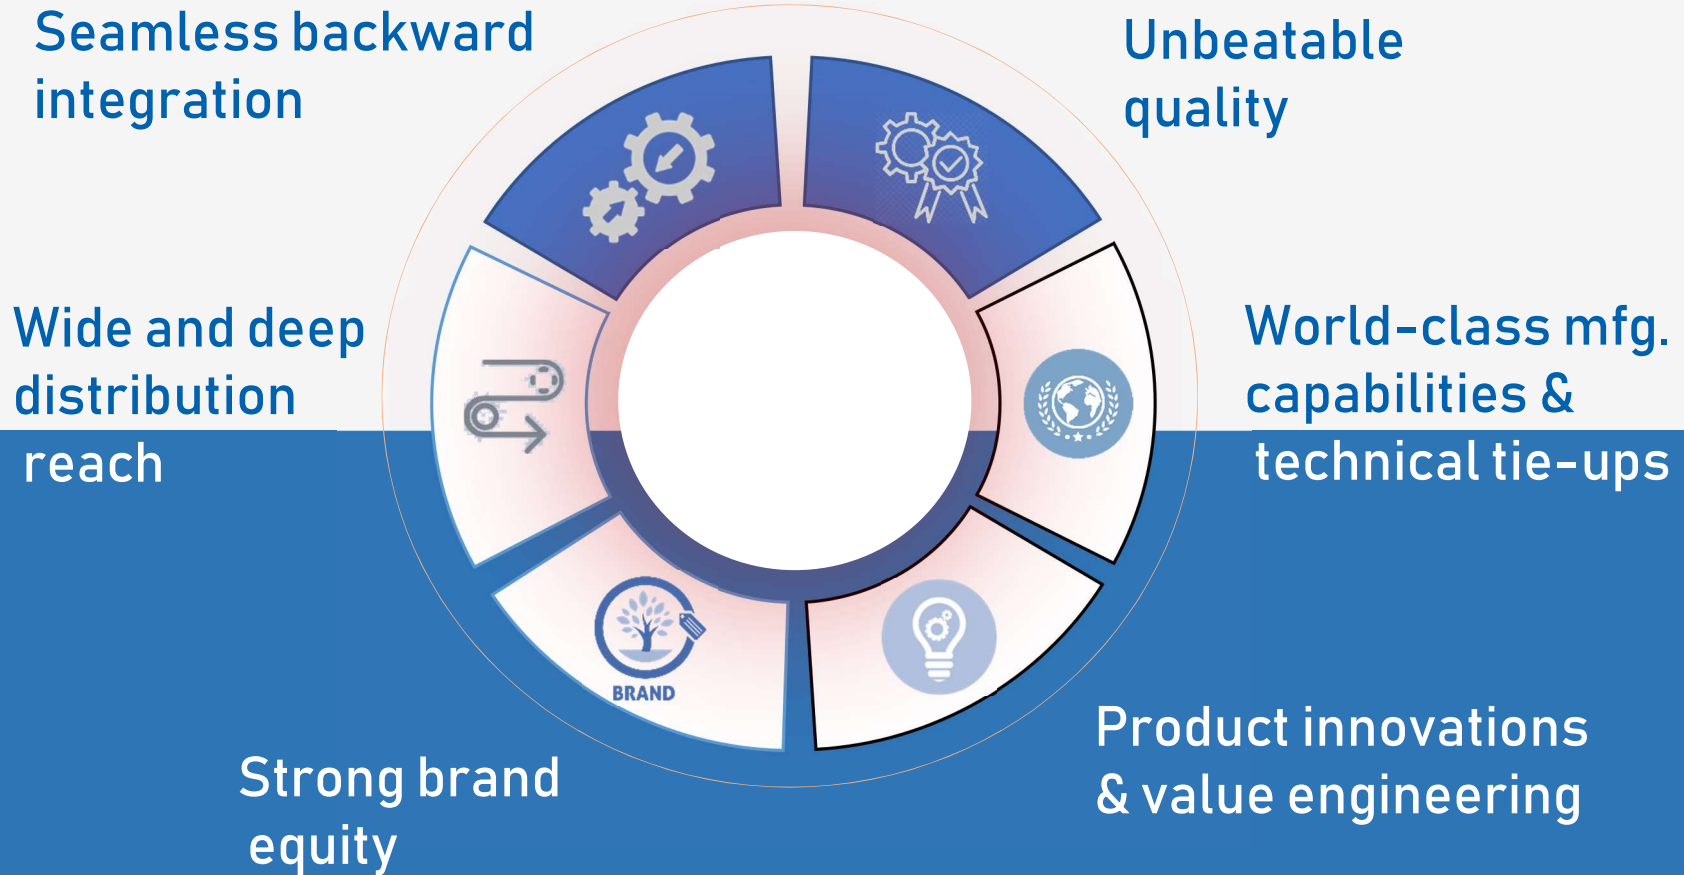 Seamless backward
integration
Unbeatable
quality
Wide and deep
distribution
reach
World-class mfg.
capabilities &
technical tie-ups
BRAND
Strong brand
equity
Product innovations
& value engineering